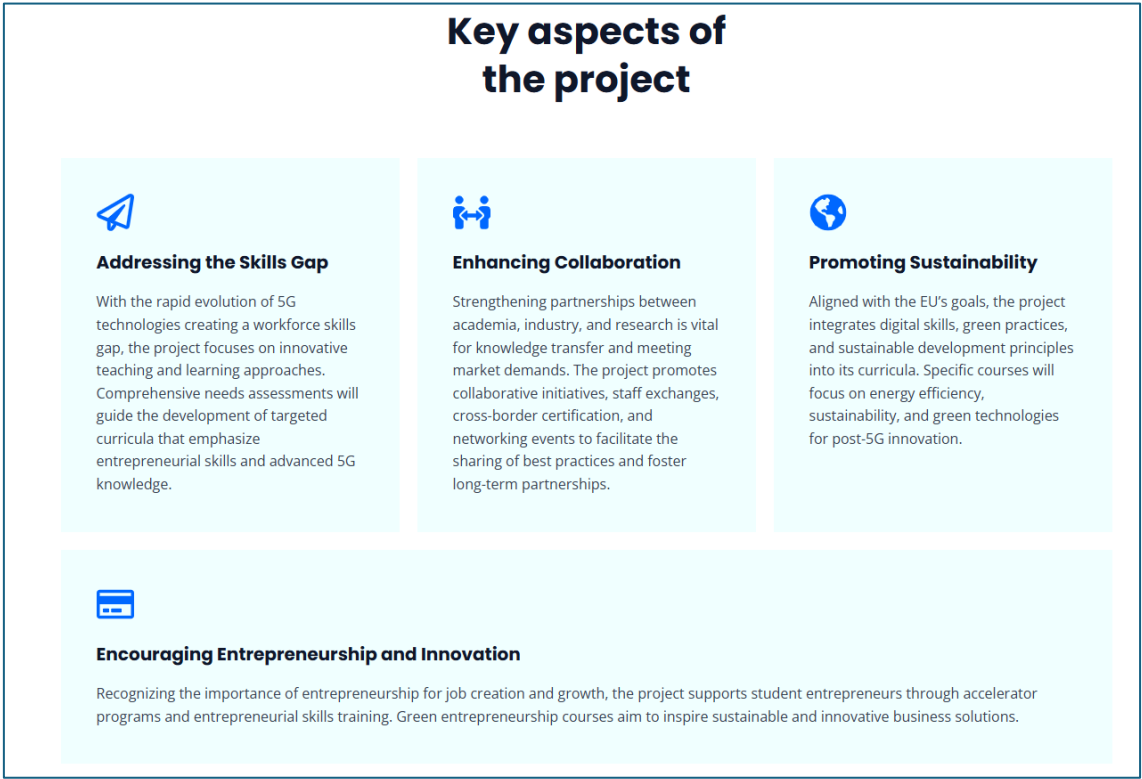 Key aspects of
the project
Addressing the Skills Gap
With the rapid evolution of 5G
technologies creating a workforce skills
gap, the project focuses on innovative
teaching and learning approaches.
Comprehensive needs assessments will
guide the development of targeted
curricula that emphasize
entrepreneurial skills and advanced 5G
knowledge.
Enhancing Collaboration
Strengthening partnerships between
academia, industry, and research is vital
for knowledge transfer and meeting
market demands. The project promotes
collaborative initiatives, staff exchanges,
cross-border certification, and
networking events to facilitate the
sharing of best practices and foster
long-term partnerships.
Promoting Sustainability
Aligned with the EU’s goals, the project
integrates digital skills, green practices,
and sustainable development principles
into its curricula. Specific courses will
focus on energy efficiency,
sustainability, and green technologies
for post-5G innovation.
Encouraging Entrepreneurship and Innovation
Recognizing the importance of entrepreneurship for job creation and growth, the project supports student entrepreneurs through accelerator
programs and entrepreneurial skills training. Green entrepreneurship courses aim to inspire sustainable and innovative business solutions.